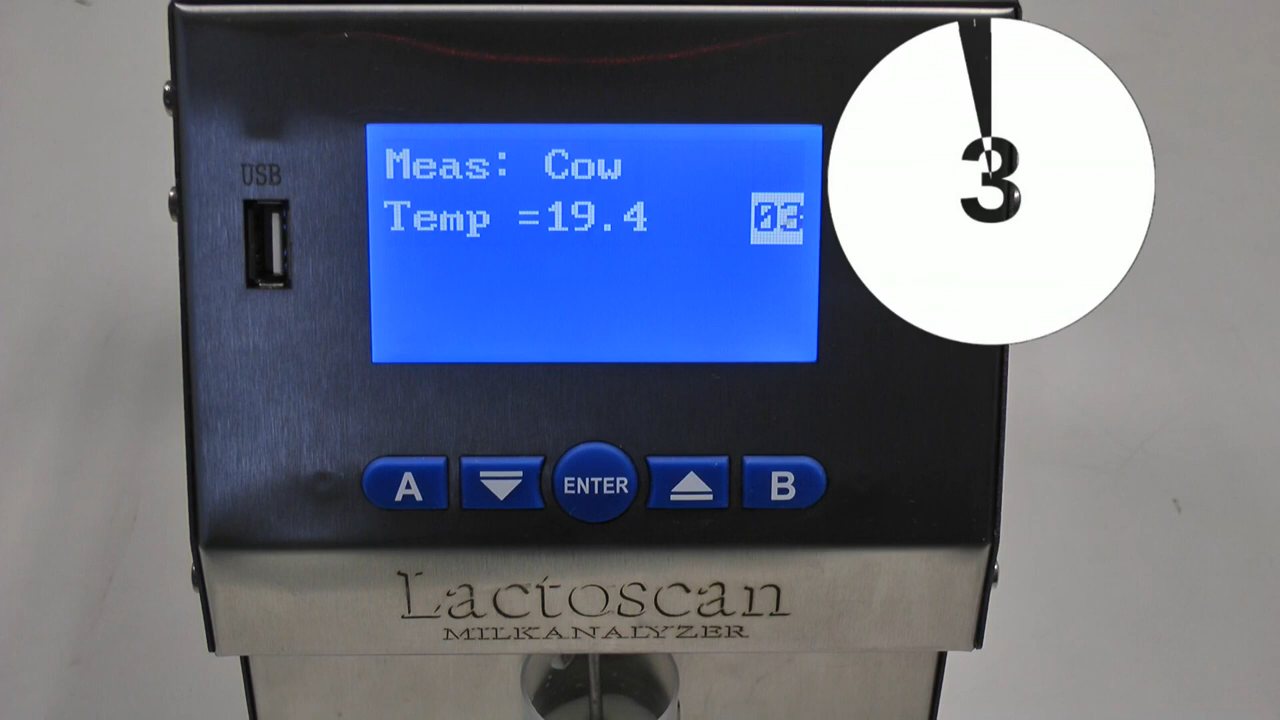 USB
Meas: Cow
Temp =19.4 03
3
A
ENTER
B
Lactoscan
MILKANALYZER